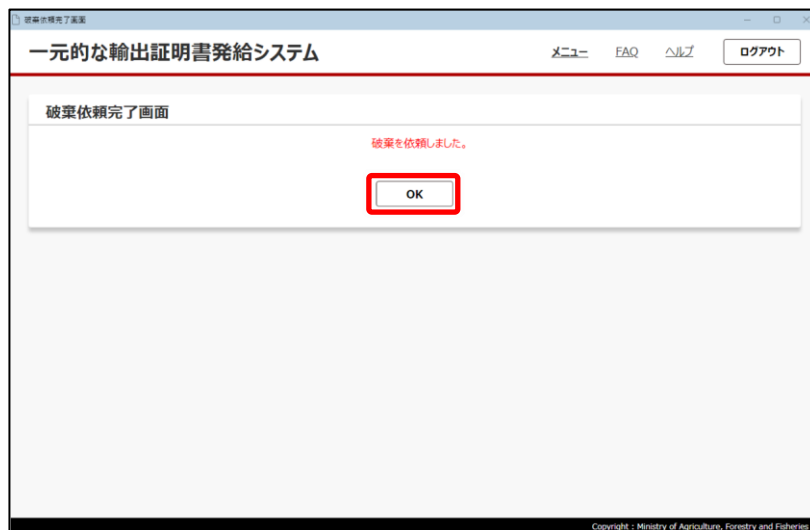 破棄依頼完了画面
一元的な輸出証明書発給システム
メニュー FAQ ヘルプ ログアウト
破棄依頼完了画面
破棄を依頼しました。
OK
Copyright : Ministry of Agriculture, Forestry and Fisheries